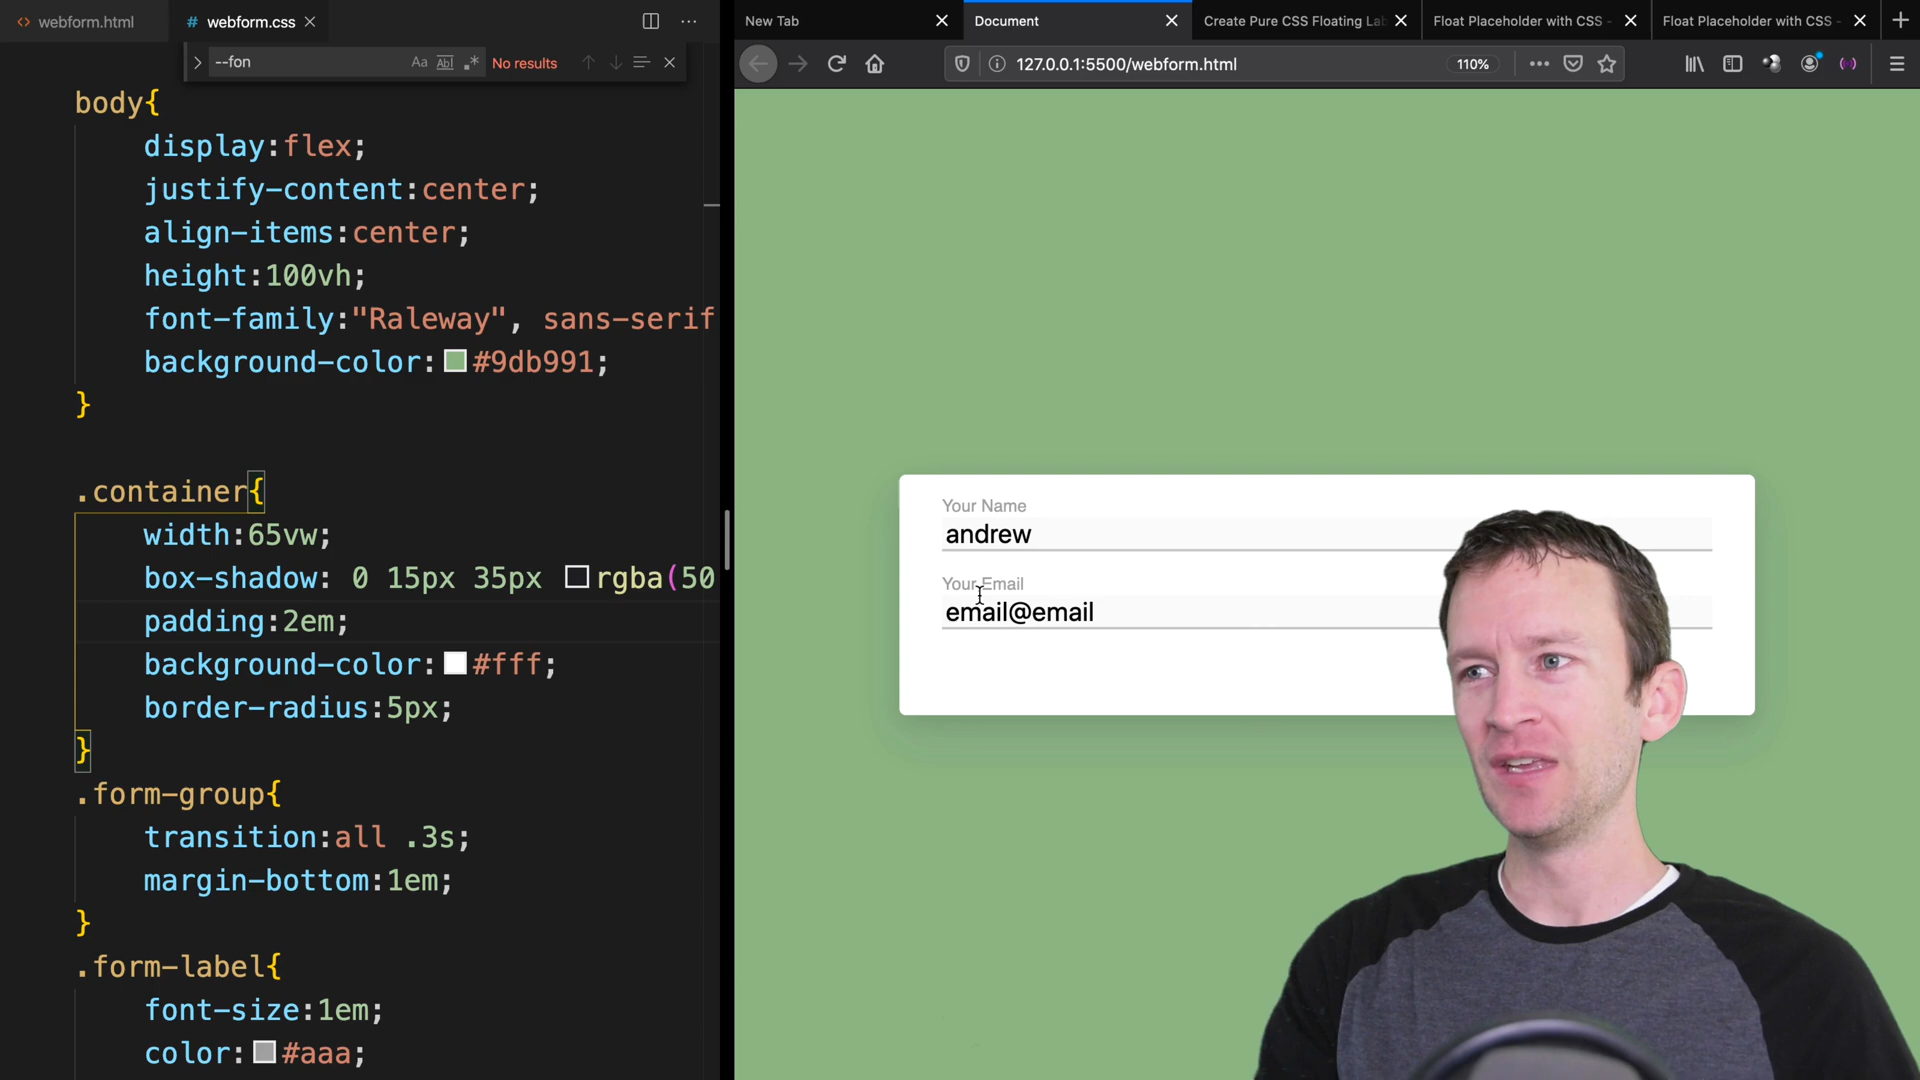 webform.html
# webform.css
--fon
Aa
Abl
.*
No results
body{
display:flex;
justify-content:center;
align-items:center;
height:100vh;
font-family:"Raleway", sans-serif
background-color:#9db991;
}
.container{
width:65vw;
box-shadow: 0 15px 35px rgba(50
padding:2em;
background-color:#fff;
border-radius:5px;
}
.form-group{
transition:all .3s;
margin-bottom:1em;
}
.form-label{
font-size:1em;
color:#aaa;
New Tab
Document
Create Pure CSS Floating Lab
Float Placeholder with CSS -
Float Placeholder with CSS -
127.0.0.1:5500/webform.html
110%
Your Name
andrew
Your Email
email@email